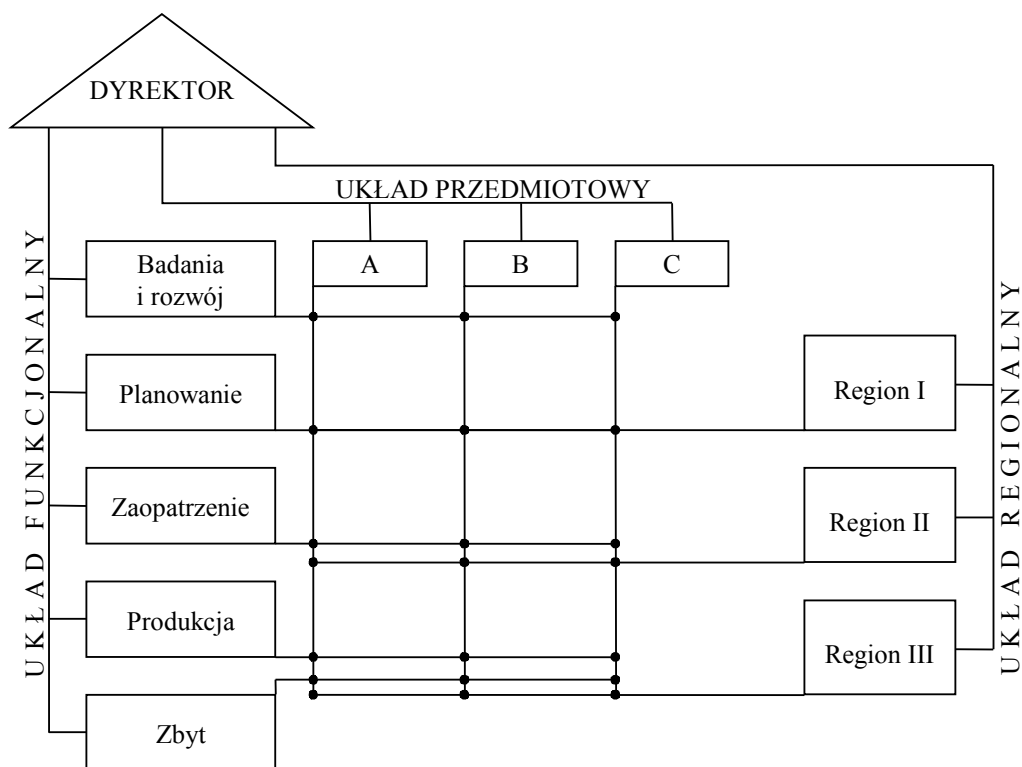 DYREKTOR
UKŁAD PRZEDMIOTOWY
UKŁAD FUNKCJONALNY
Badania
i rozwój
A
B
C
Planowanie
Region I
Zaopatrzenie
Region II
Produkcja
Region III
Zbyt
UKŁAD REGIONALNY